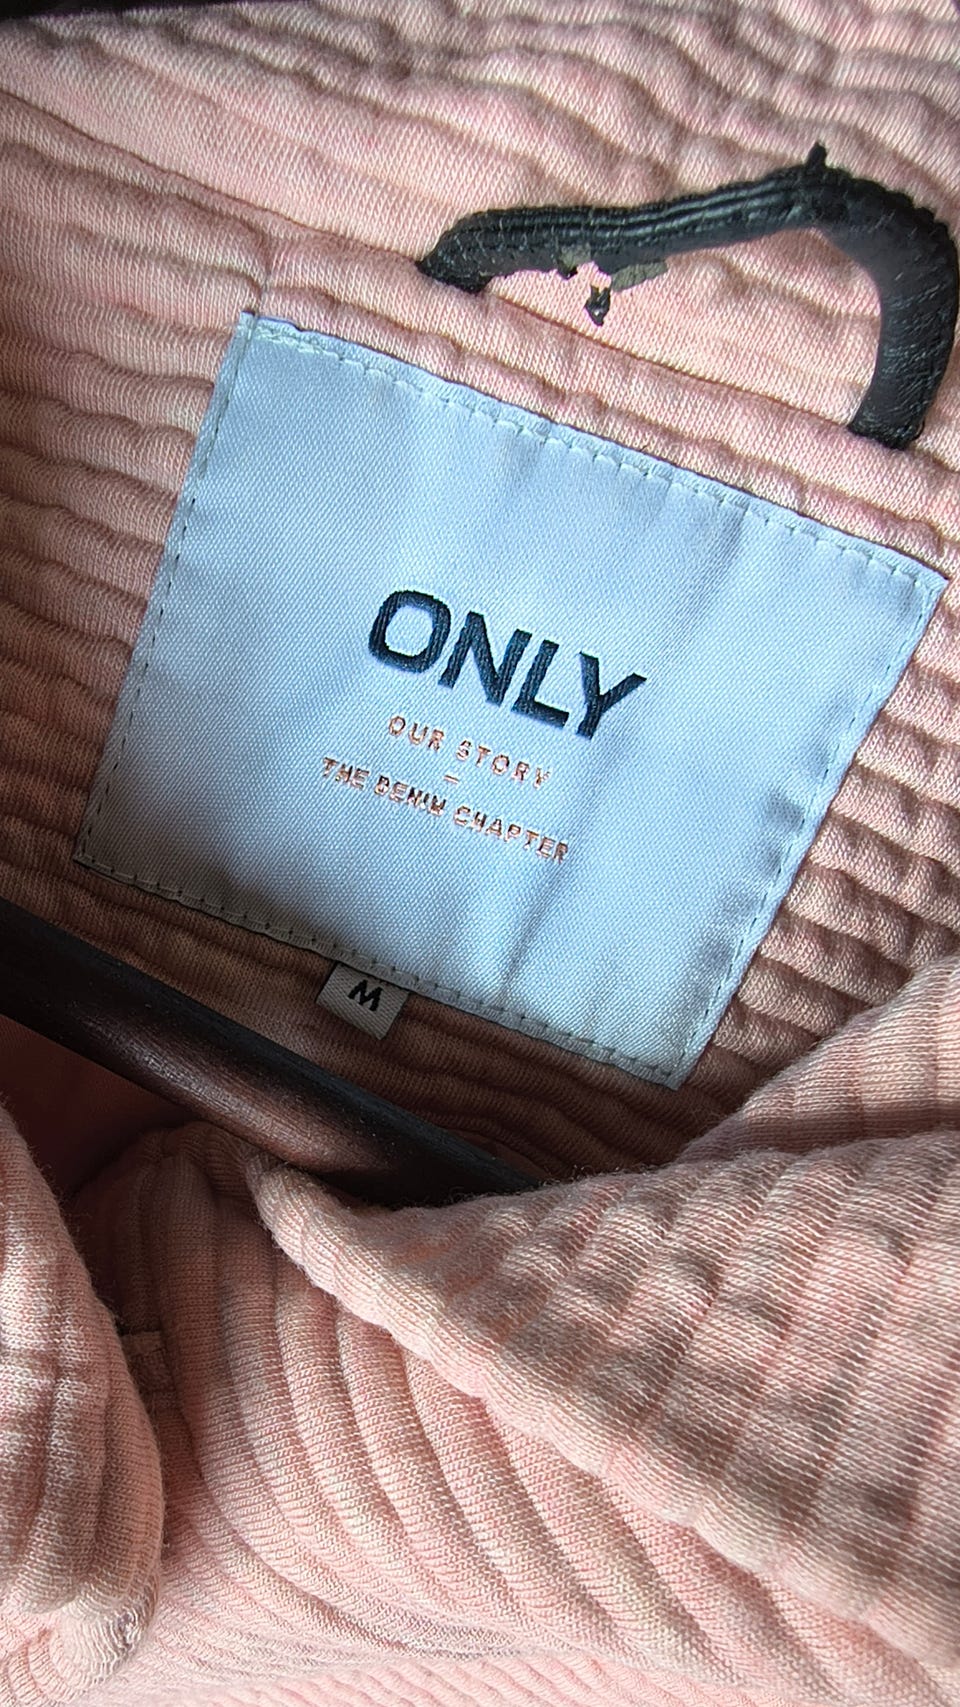 ONLY
OUR STORY
—
THE DENIM CHAPTER
M